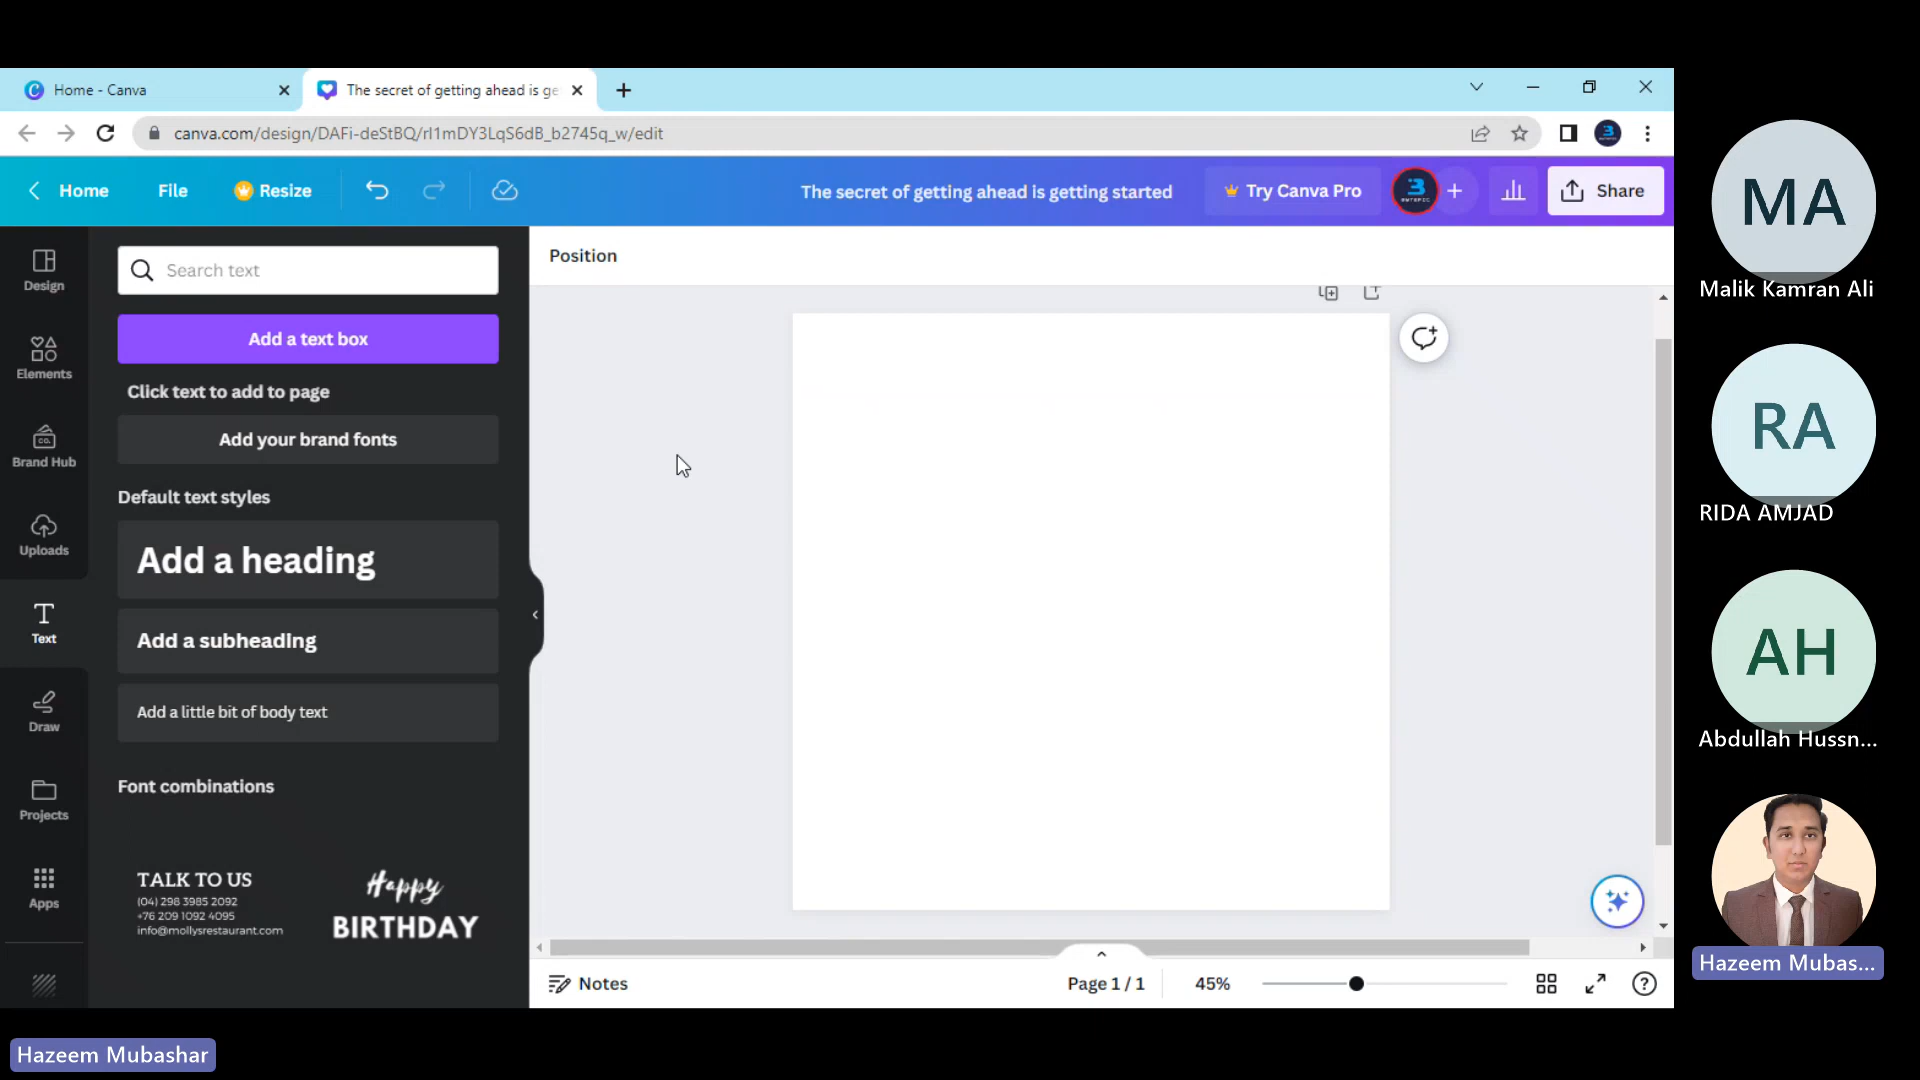 Home - Canva
The secret of getting ahead is ge
canva.com/design/DAFi-deStBQ/rl1mDY3LqS6dB_b2745q_w/edit
Home
File
Resize
The secret of getting ahead is getting started
Try Canva Pro
Share
Design
Elements
Brand Hub
Uploads
Text
Draw
Projects
Apps
Search text
Add a text box
Click text to add to page
Add your brand fonts
Default text styles
Add a heading
Add a subheading
Add a little bit of body text
Font combinations
TALK TO US
(04) 298 3985 2092
+76 209 1092 4095
info@mollysrestaurant.com
Happy
BIRTHDAY
Position
Notes
Page 1 / 1
45%
MA
Malik Kamran Ali
RA
RIDA AMJAD
AH
Abdullah Hussn...
Hazeem Mubas...
Hazeem Mubashar